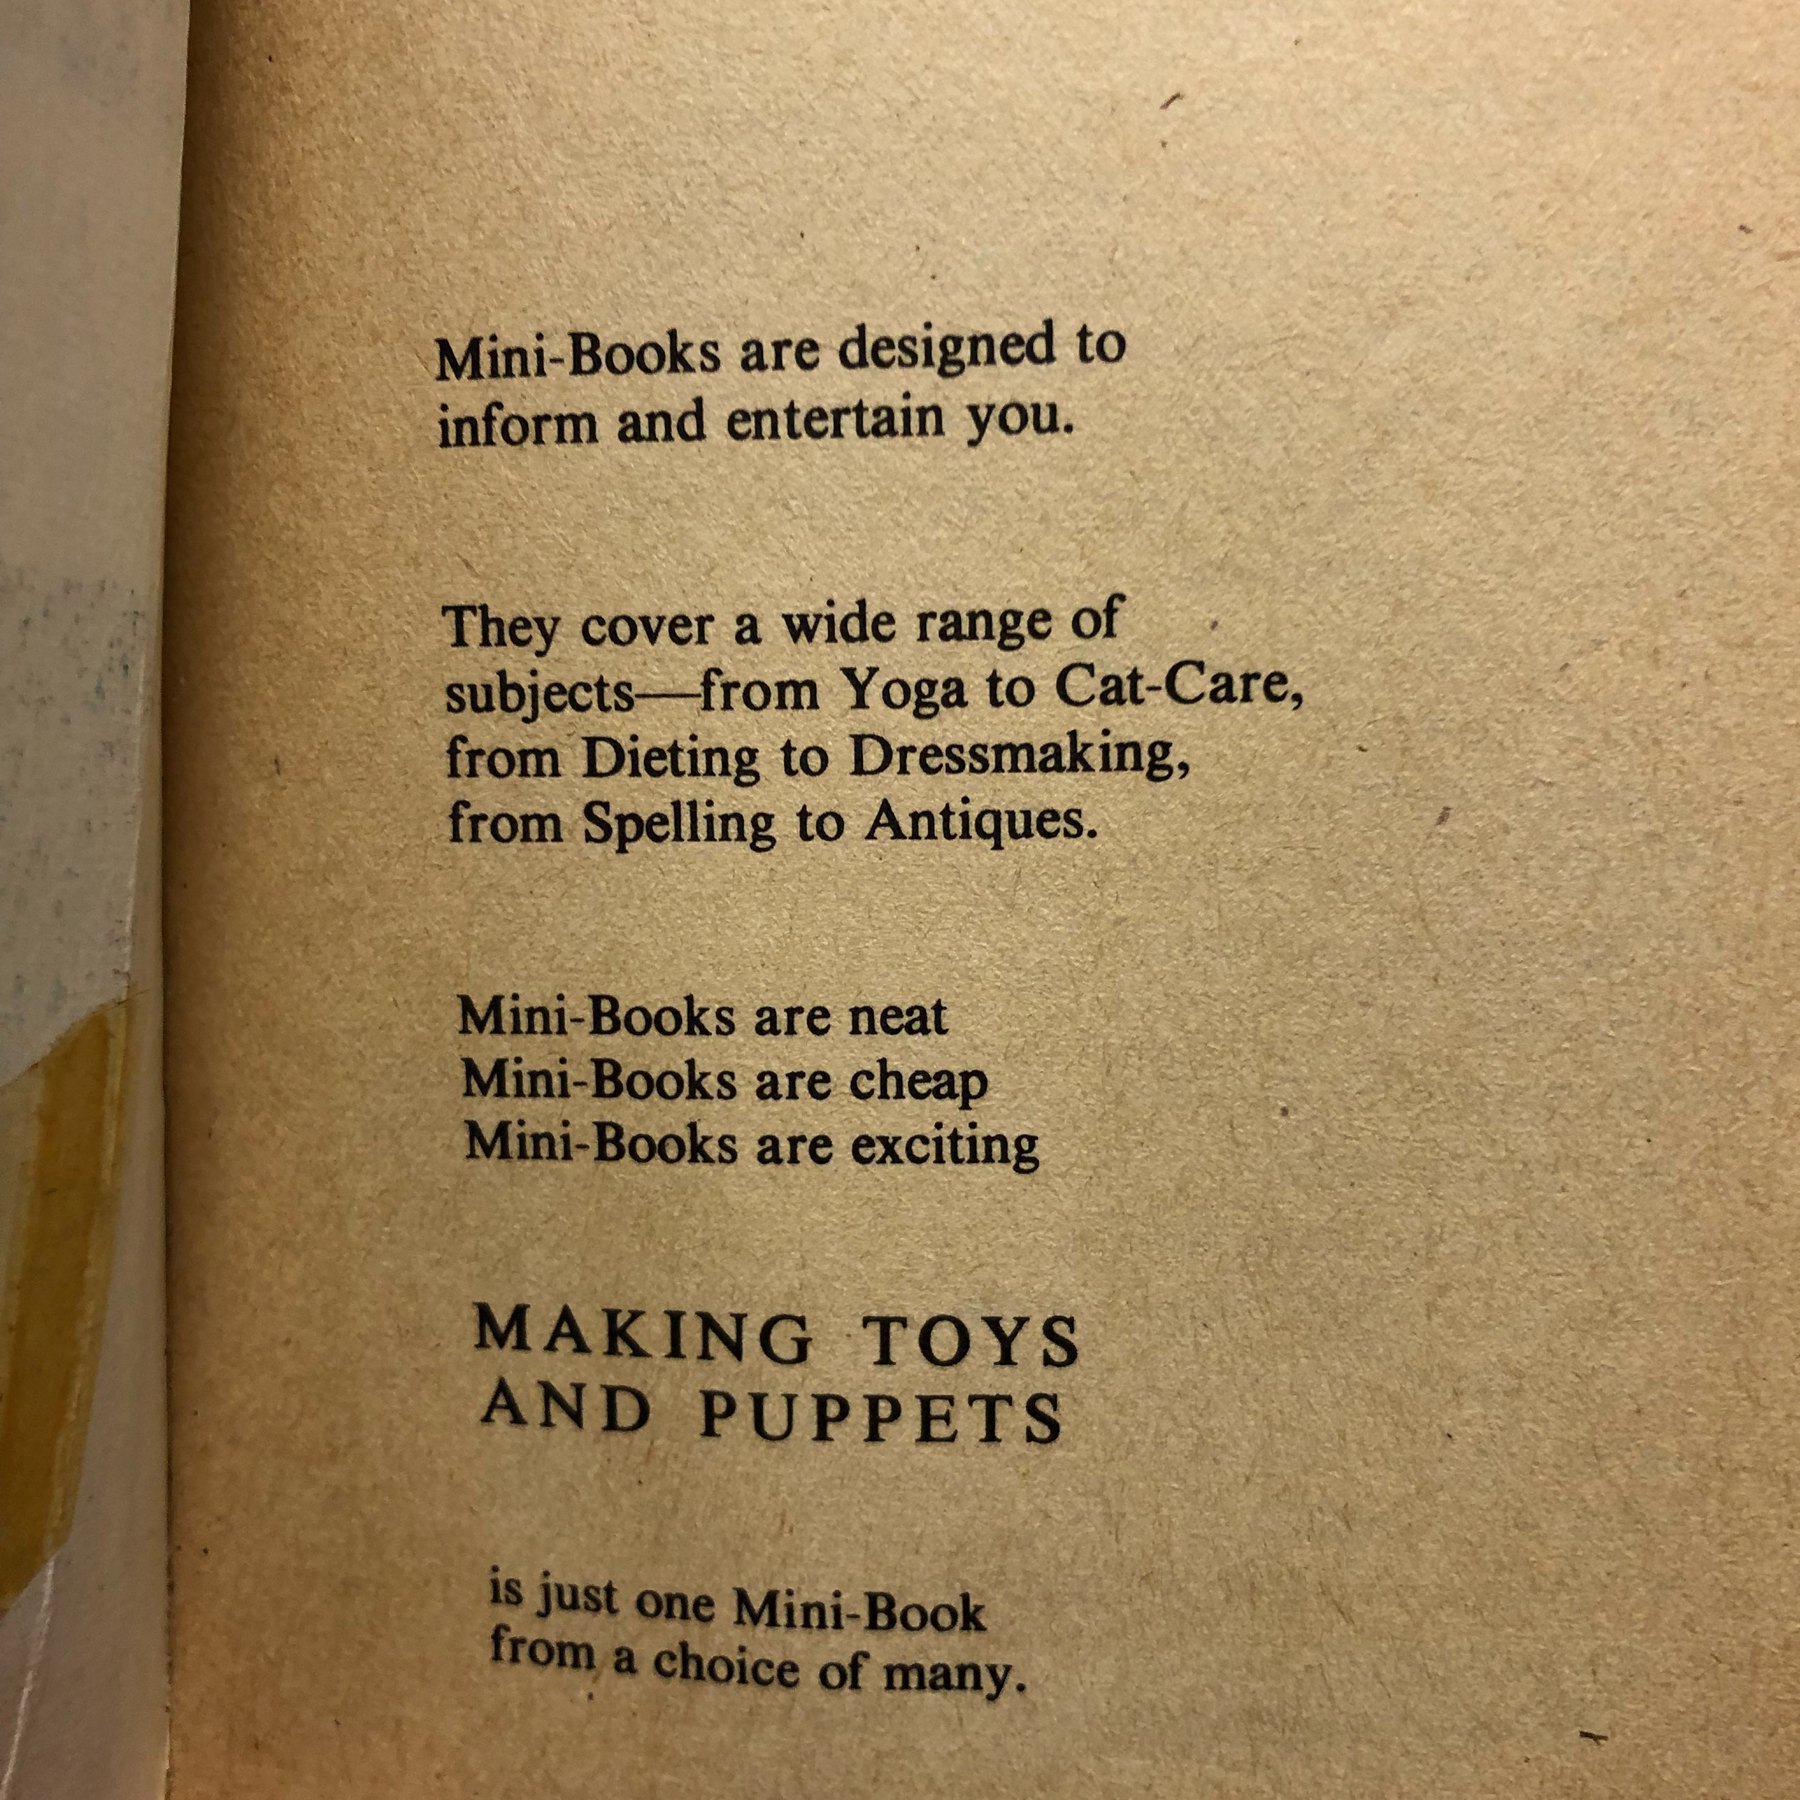 Mini-Books are designed to
inform and entertain you.
They cover a wide range of
subjects—from Yoga to Cat-Care,
from Dieting to Dressmaking,
from Spelling to Antiques.
Mini-Books are neat
Mini-Books are cheap
Mini-Books are exciting
MAKING TOYS
AND PUPPETS
is just one Mini-Book
from a choice of many.